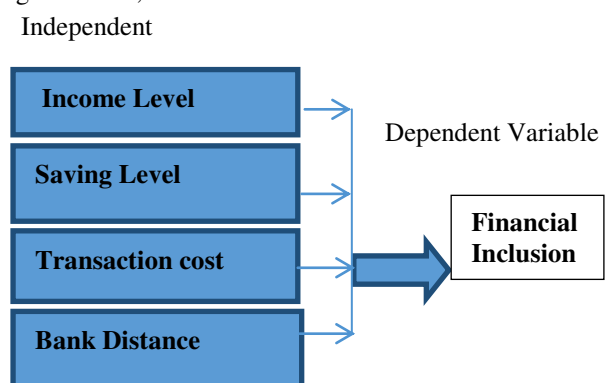 Independent
Income Level
Dependent Variable
Saving Level
Financial
Inclusion
Transaction cost
Bank Distance